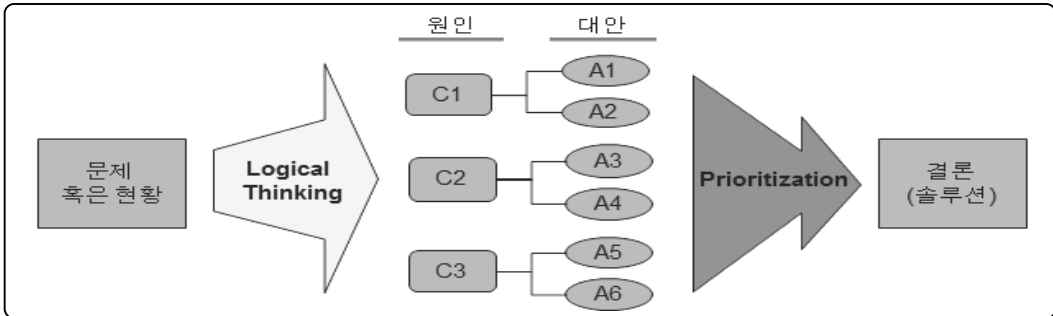 원인
대안
문제
혹은 현황
Logical
Thinking
C1
A1
A2
C2
A3
A4
C3
A5
A6
Prioritization
결론
(솔루션)